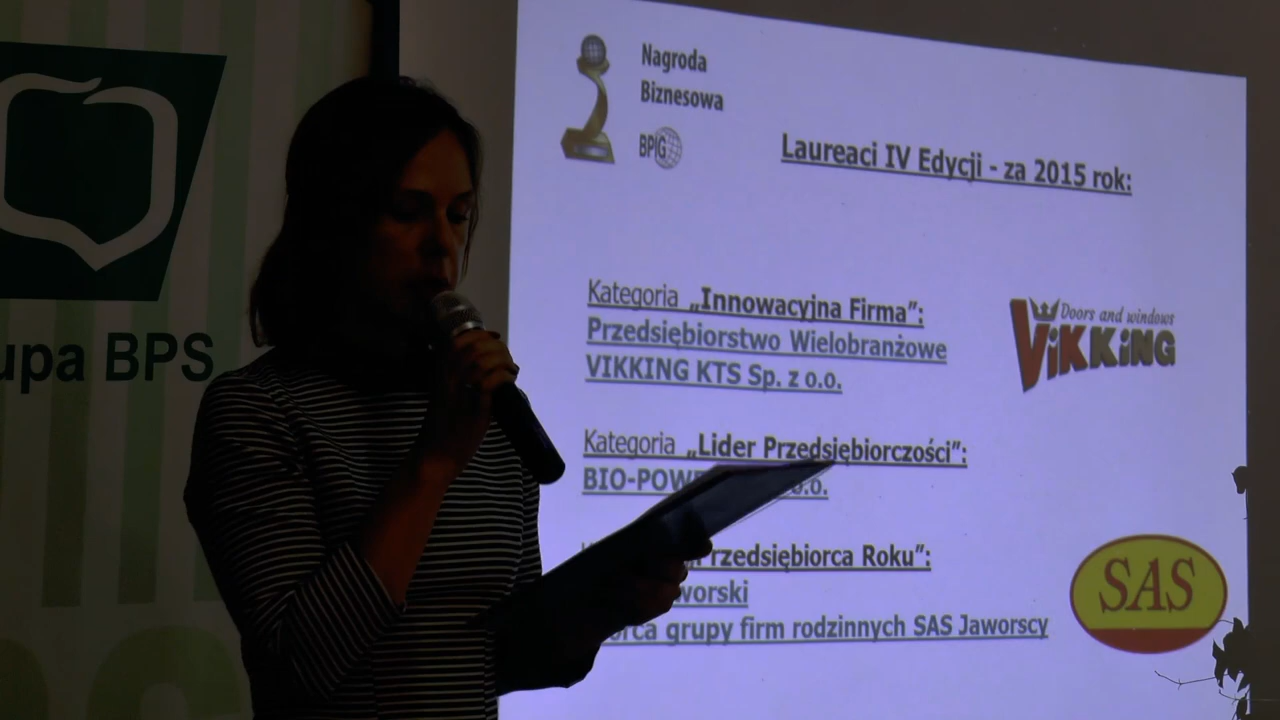 Nagroda
Biznesowa
BPIG
Laureaci IV Edycji - za 2015 rok:
Kategoria „Innowacyjna Firma”:
Przedsiębiorstwo Wielobranżowe
VIKKING KTS Sp. z o.o.
Doors and windows
ViKKiNG
Kategoria „Lider Przedsiębiorczości”:
BIO-POW o.o.
rzedsiębiorca Roku”:
worski
grupy firm rodzinnych SAS Jaworscy
SAS
upa BPS